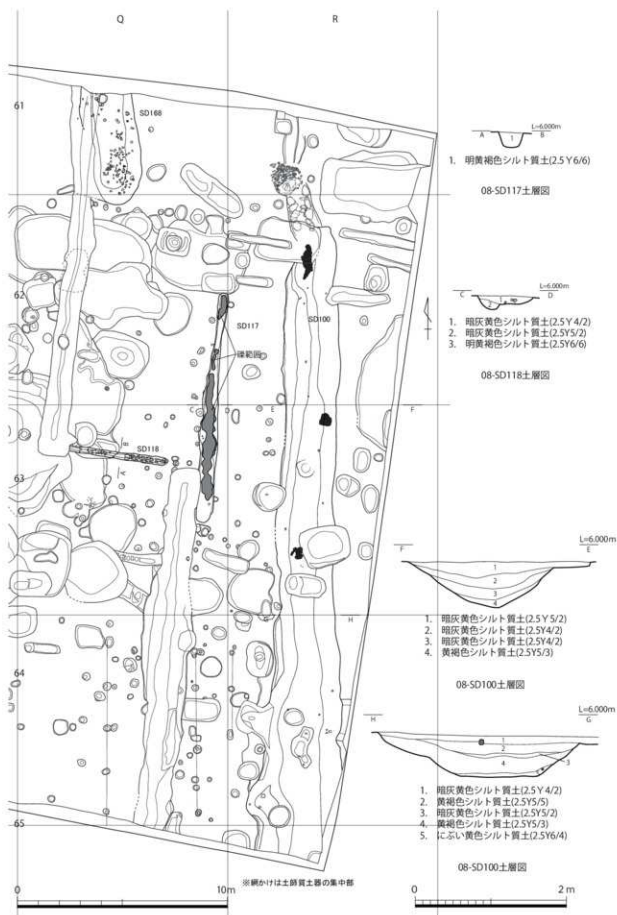 Q
R
61
62
63
64
65
SD168
SD117
SD100
礫範囲
SD118
A
B
C
D
E
F
H
※網かけは土師質土器の集中部
0
10m
L=6.000m
A
B
1
1. 明黄褐色シルト質土(2.5Y6/6)
08-SD117土層図
L=6.000m
C
D
1. 暗灰黄色シルト質土(2.5Y4/2)
2. 暗灰黄色シルト質土(2.5Y5/2)
3. 明黄褐色シルト質土(2.5Y6/6)
08-SD118土層図
L=6.000m
F
E
1
2
3
4
1. 暗灰黄色シルト質土(2.5Y5/2)
2. 暗灰黄色シルト質土(2.5Y4/2)
3. 暗灰黄色シルト質土(2.5Y4/2)
4. 黄褐色シルト質土(2.5Y5/3)
08-SD100土層図
L=6.000m
H
G
1
2
3
4
5
1. 暗灰黄色シルト質土(2.5Y4/2)
2. 黄褐色シルト質土(2.5Y5/5)
3. 暗灰黄色シルト質土(2.5Y5/2)
4. 黄褐色シルト質土(2.5Y5/3)
5. にぶい黄色シルト質土(2.5Y6/4)
08-SD100土層図
0
2m